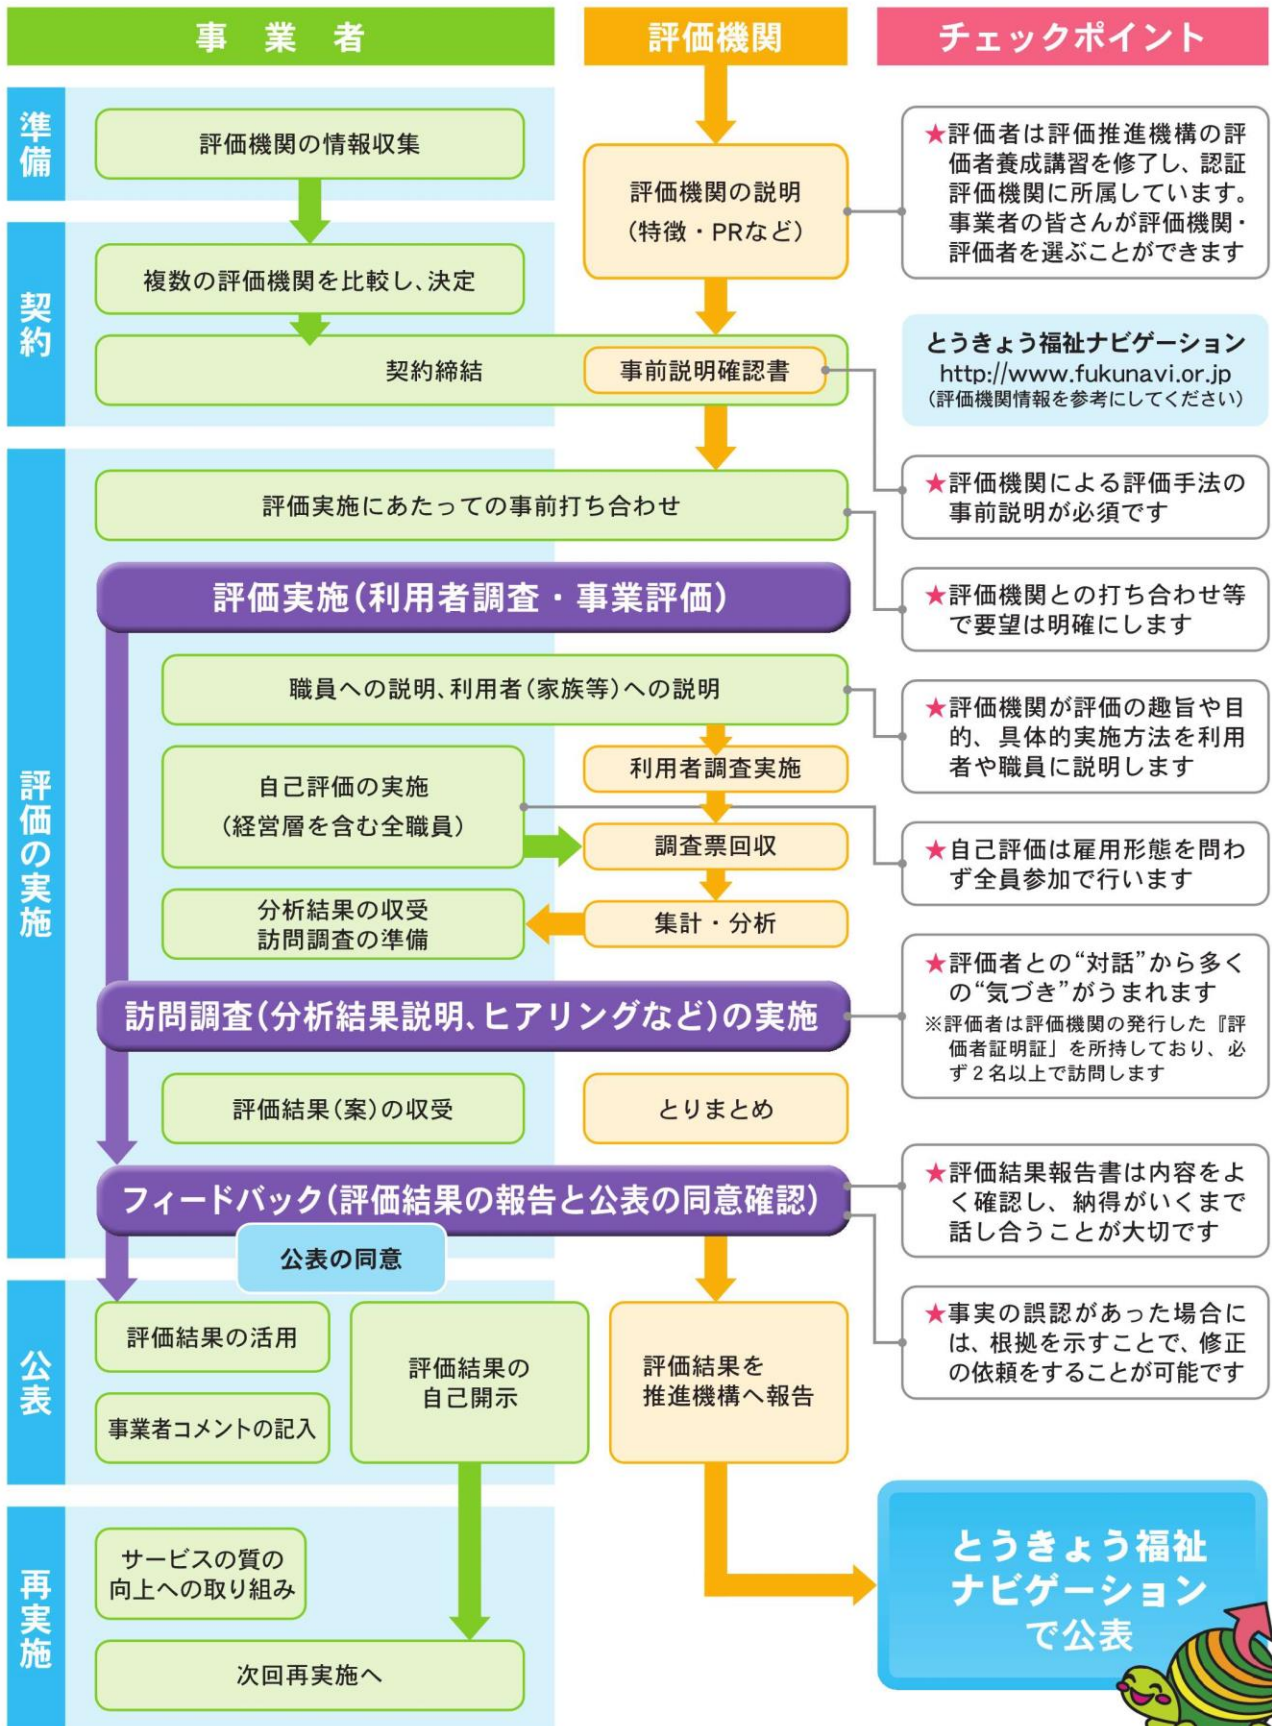 事業者
評価機関
チェックポイント
準備
評価機関の情報収集
評価機関の説明
(特徴・PRなど)
★評価者は評価推進機構の評
価者養成講習を修了し、認証
評価機関に所属しています。
事業者の皆さんが評価機関・
評価者を選ぶことができます
契約
複数の評価機関を比較し、決定
契約締結
事前説明確認書
とうきょう福祉ナビゲーション
http://www.fukunavi.or.jp
(評価機関情報を参考にしてください)
評価の実施
評価実施にあたっての事前打ち合わせ
★評価機関による評価手法の
事前説明が必須です
評価実施(利用者調査・事業評価)
★評価機関との打ち合わせ等
で要望は明確にします
職員への説明、利用者(家族等)への説明
★評価機関が評価の趣旨や目
的、具体的実施方法を利用
者や職員に説明します
自己評価の実施
(経営層を含む全職員)
利用者調査実施
調査票回収
★自己評価は雇用形態を問わ
ず全員参加で行います
分析結果の収受
訪問調査の準備
集計・分析
★評価者との“対話”から多く
の“気づき”がうまれます
※評価者は評価機関の発行した『評
価者証明証」を所持しており、必
ず2名以上で訪問します
訪問調査(分析結果説明、ヒアリングなど)の実施
評価結果(案)の収受
とりまとめ
★評価結果報告書は内容をよ
く確認し、納得がいくまで
話し合うことが大切です
フィードバック(評価結果の報告と公表の同意確認)
公表の同意
★事実の誤認があった場合に
は、根拠を示すことで、修正
の依頼をすることが可能です
公表
評価結果の活用
事業者コメントの記入
評価結果の
自己開示
評価結果を
推進機構へ報告
再実施
サービスの質の
向上への取り組み
次回再実施へ
とうきょう福祉
ナビゲーション
で公表